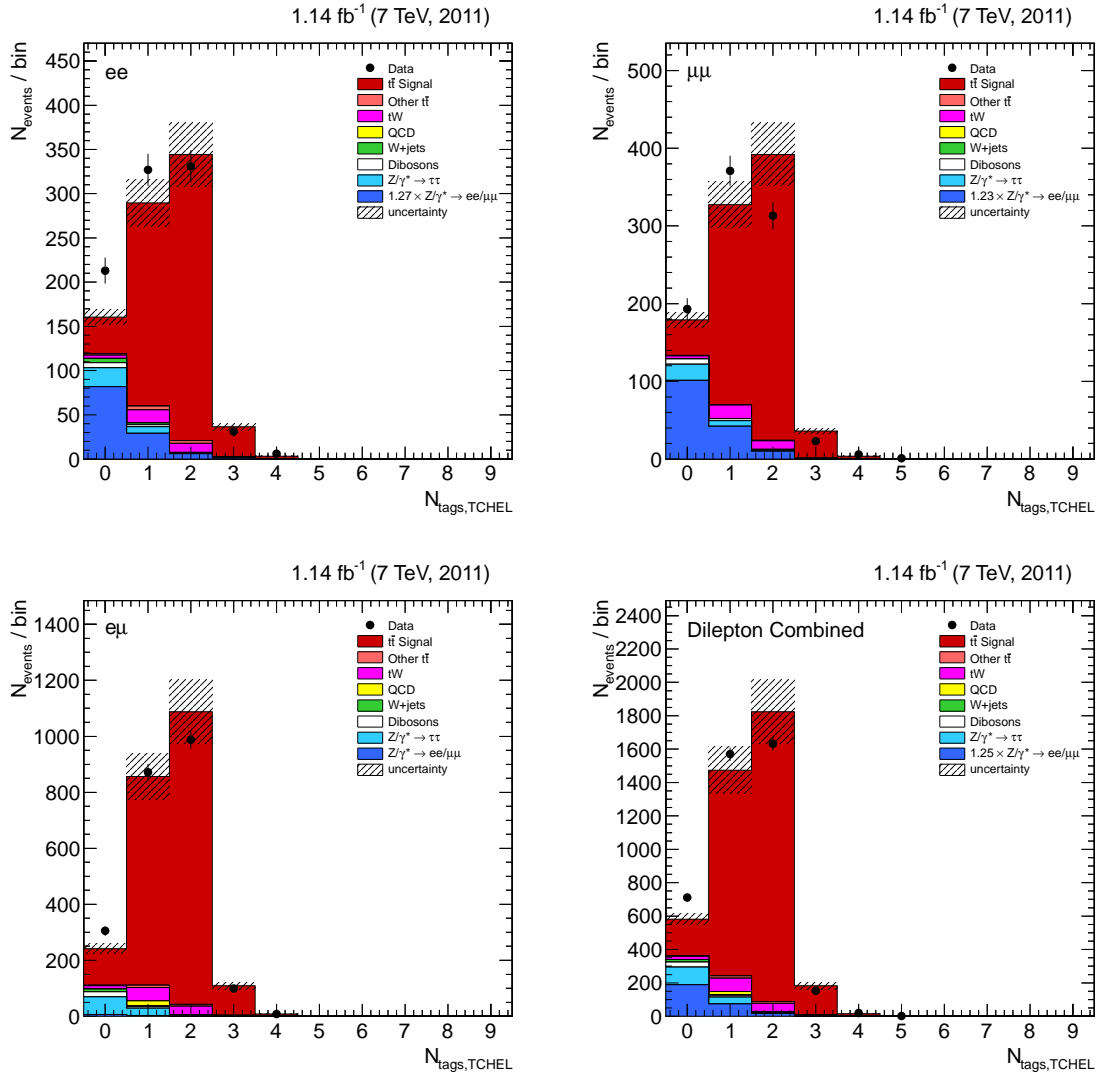 1.14 fb⁻¹ (7 TeV, 2011)
ee
N_events / bin
450
400
350
300
250
200
150
100
50
0
Data
tt̄ Signal
Other tt̄
tW
QCD
W+jets
Dibosons
Z/γ* → ττ
1.27 × Z/γ* → ee/μμ
uncertainty
0 1 2 3 4 5 6 7 8 9
N_tags,TCHEL
1.14 fb⁻¹ (7 TeV, 2011)
μμ
N_events / bin
500
400
300
200
100
0
Data
tt̄ Signal
Other tt̄
tW
QCD
W+jets
Dibosons
Z/γ* → ττ
1.23 × Z/γ* → ee/μμ
uncertainty
0 1 2 3 4 5 6 7 8 9
N_tags,TCHEL
1.14 fb⁻¹ (7 TeV, 2011)
eμ
N_events / bin
1400
1200
1000
800
600
400
200
0
Data
tt̄ Signal
Other tt̄
tW
QCD
W+jets
Dibosons
Z/γ* → ττ
Z/γ* → ee/μμ
uncertainty
0 1 2 3 4 5 6 7 8 9
N_tags,TCHEL
1.14 fb⁻¹ (7 TeV, 2011)
Dilepton Combined
N_events / bin
2400
2200
2000
1800
1600
1400
1200
1000
800
600
400
200
0
Data
tt̄ Signal
Other tt̄
tW
QCD
W+jets
Dibosons
Z/γ* → ττ
1.25 × Z/γ* → ee/μμ
uncertainty
0 1 2 3 4 5 6 7 8 9
N_tags,TCHEL